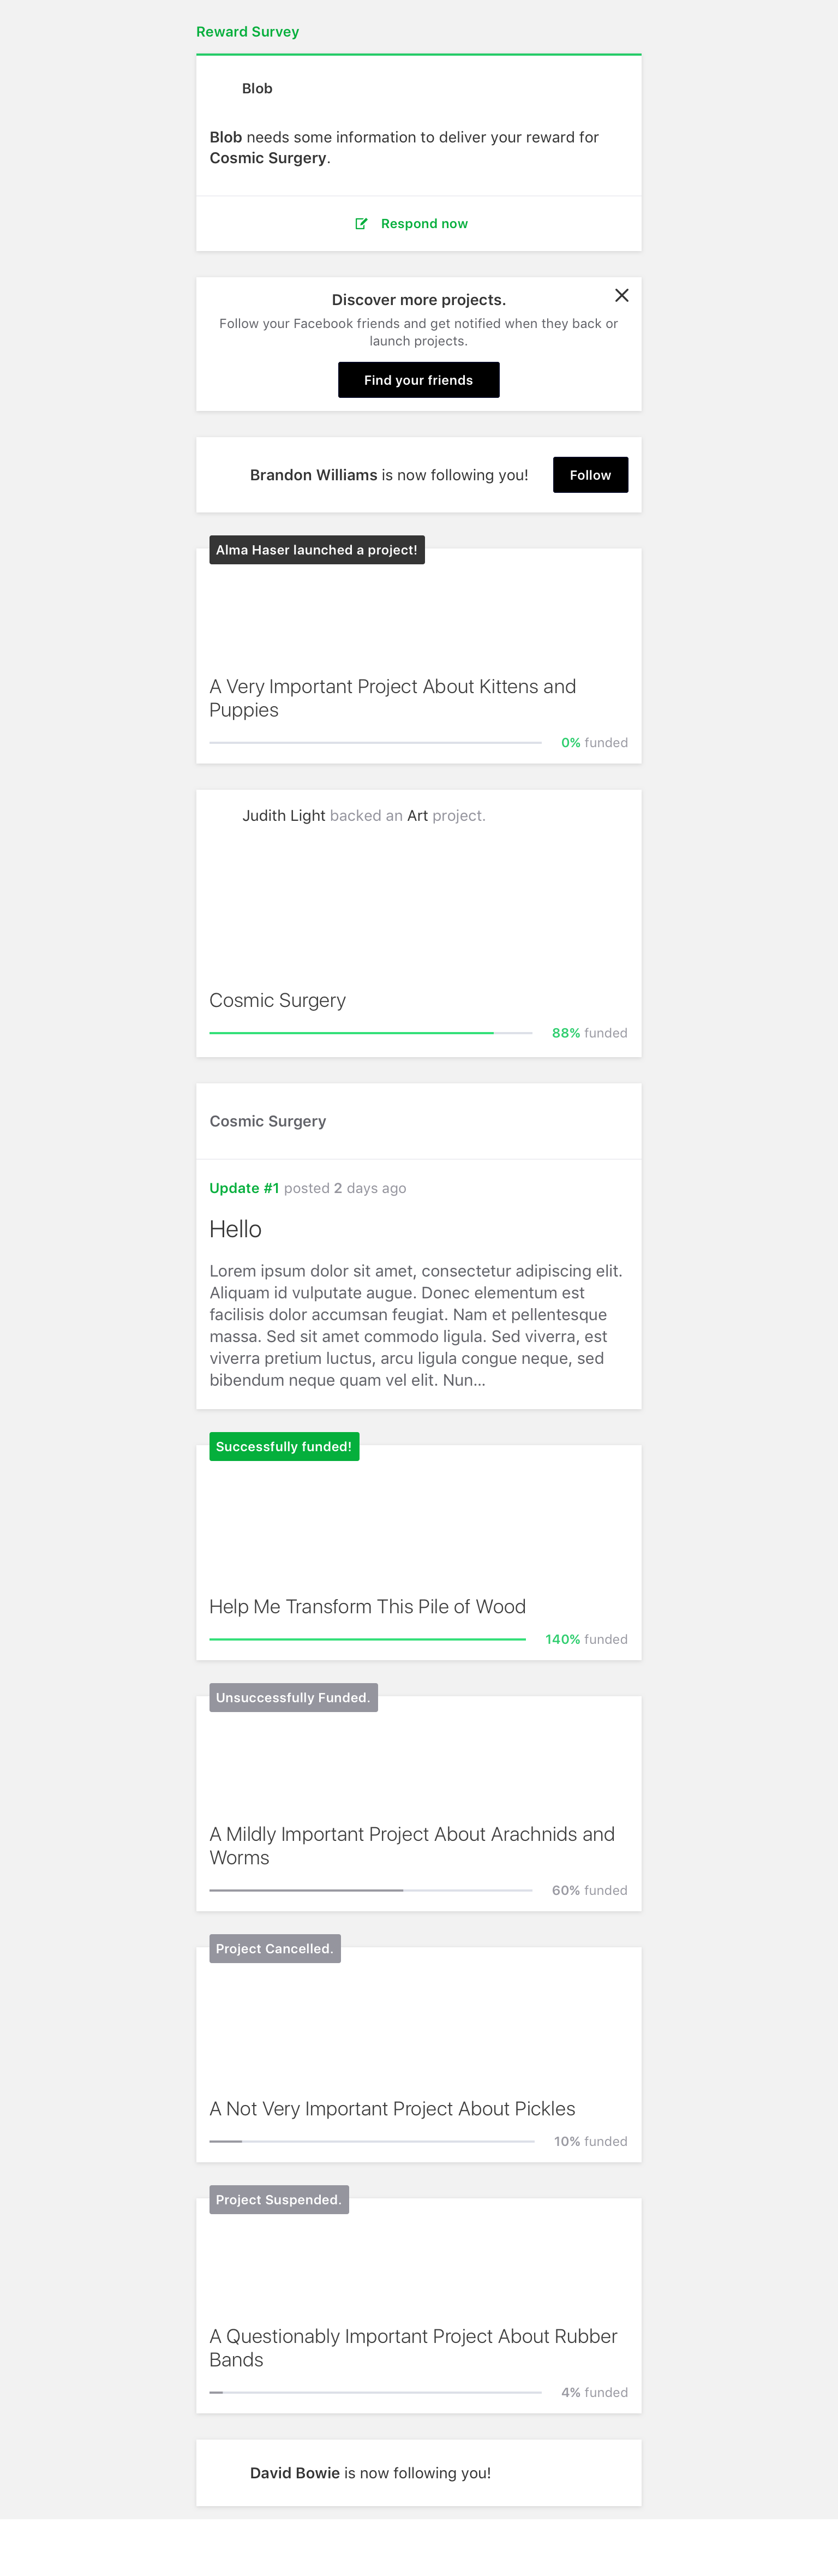 Reward Survey
Blob
Blob needs some information to deliver your reward for
Cosmic Surgery.
Respond now
Discover more projects.
Follow your Facebook friends and get notified when they back or
launch projects.
Find your friends
Brandon Williams is now following you!
Follow
Alma Haser launched a project!
A Very Important Project About Kittens and
Puppies
0% funded
Judith Light backed an Art project.
Cosmic Surgery
88% funded
Cosmic Surgery
Update #1 posted 2 days ago
Hello
Lorem ipsum dolor sit amet, consectetur adipiscing elit.
Aliquam id vulputate augue. Donec elementum est
facilisis dolor accumsan feugiat. Nam et pellentesque
massa. Sed sit amet commodo ligula. Sed viverra, est
viverra pretium luctus, arcu ligula congue neque, sed
bibendum neque quam vel elit. Nun...
Successfully funded!
Help Me Transform This Pile of Wood
140% funded
Unsuccessfully Funded.
A Mildly Important Project About Arachnids and
Worms
60% funded
Project Cancelled.
A Not Very Important Project About Pickles
10% funded
Project Suspended.
A Questionably Important Project About Rubber
Bands
4% funded
David Bowie is now following you!